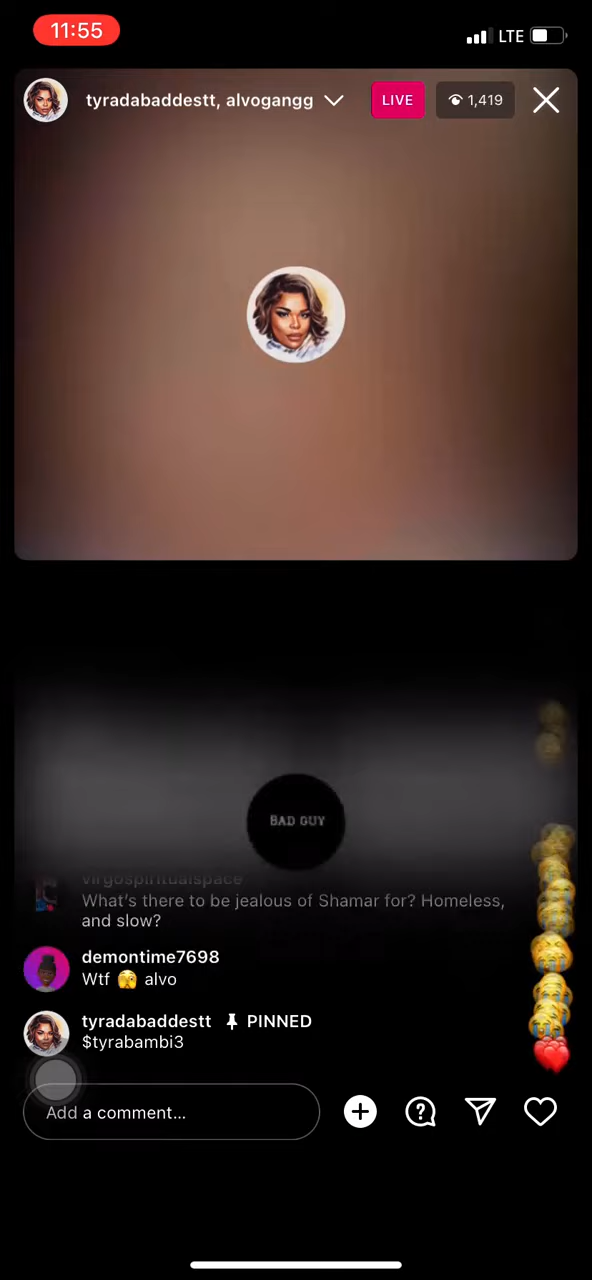 11:55
LTE
tyradabaddestt, alvogangg
LIVE
1,419
BAD GUY
virgospiritualspace
What's there to be jealous of Shamar for? Homeless,
and slow?
demontime7698
Wtf 🫣 alvo
tyradabaddestt PINNED
$tyrabambi3
Add a comment...